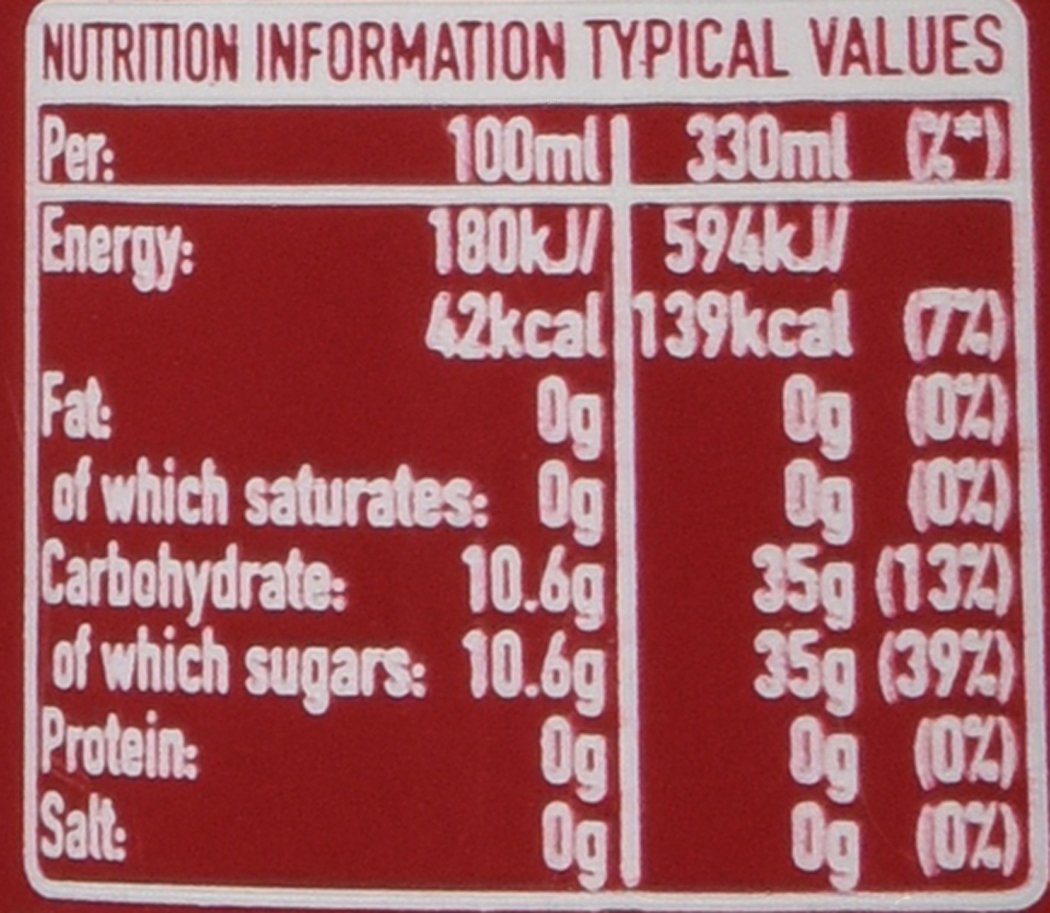 NUTRITION INFORMATION TYPICAL VALUES
Per: 100ml 330ml (%*)
Energy: 180kJ/ 594kJ/
42kcal 139kcal (7%)
Fat: 0g 0g (0%)
of which saturates: 0g 0g (0%)
Carbohydrate: 10.6g 35g (13%)
of which sugars: 10.6g 35g (39%)
Protein: 0g 0g (0%)
Salt: 0g 0g (0%)